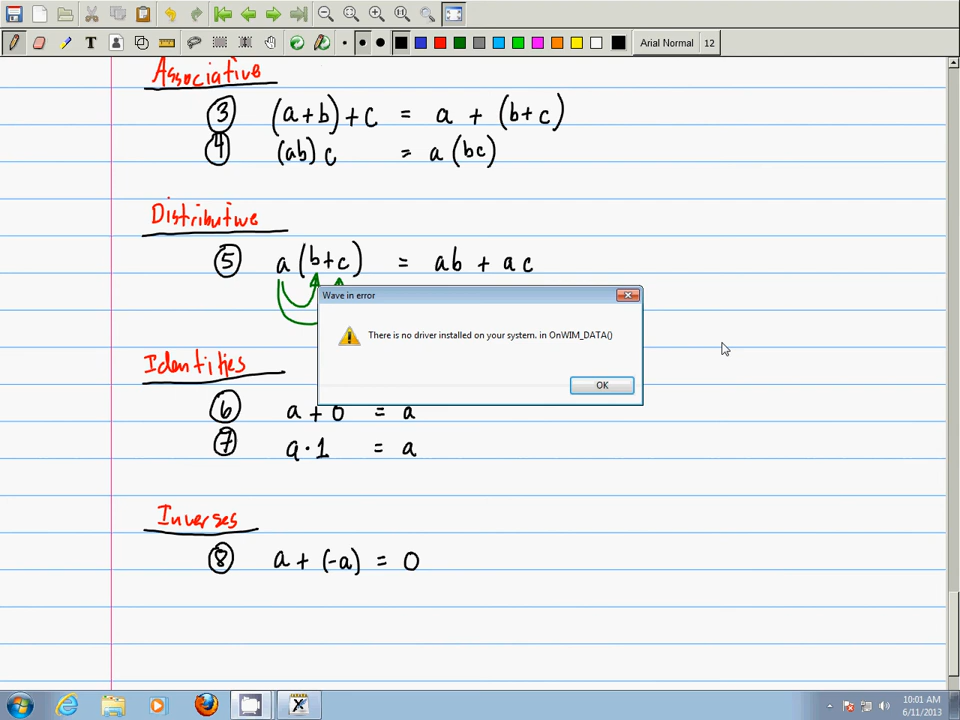 Arial Normal 12
Associative
3 (a+b)+c = a + (b+c)
4 (ab) c = a (bc)
Distributive
5 a (b+c) = ab + ac
Wave in error
There is no driver installed on your system. in OnWIM_DATA()
OK
Identities
6 a + 0 = a
7 a · 1 = a
Inverses
8 a + (-a) = 0
10:01 AM
6/11/2013